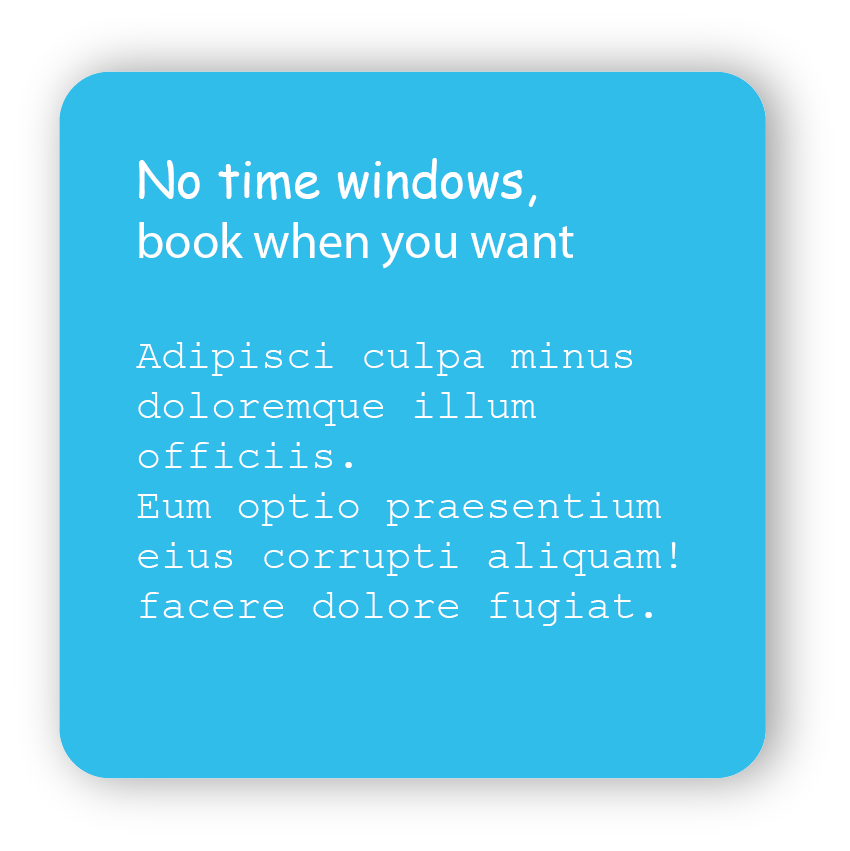 No time windows,
book when you want
Adipisci culpa minus
doloremque illum
officiis.
Eum optio praesentium
eius corrupti aliquam!
facere dolore fugiat.